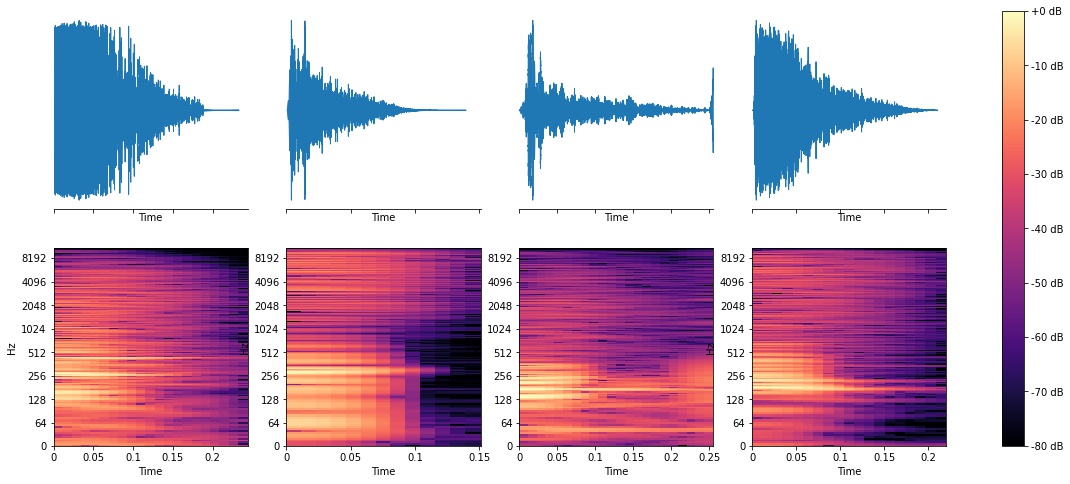 +0 dB
-10 dB
-20 dB
-30 dB
-40 dB
-50 dB
-60 dB
-70 dB
-80 dB
Time Time Time Time
8192 8192 8192 8192
4096 4096 4096 4096
2048 2048 2048 2048
1024 1024 1024 1024
Hz 512 Hz 512 512 Hz 512
256 256 256 256
128 128 128 128
64 64 64 64
0 0 0 0
0 0.05 0.1 0.15 0.2 0 0.05 0.1 0.15 0 0.05 0.1 0.15 0.2 0.25 0 0.05 0.1 0.15 0.2
Time Time Time Time